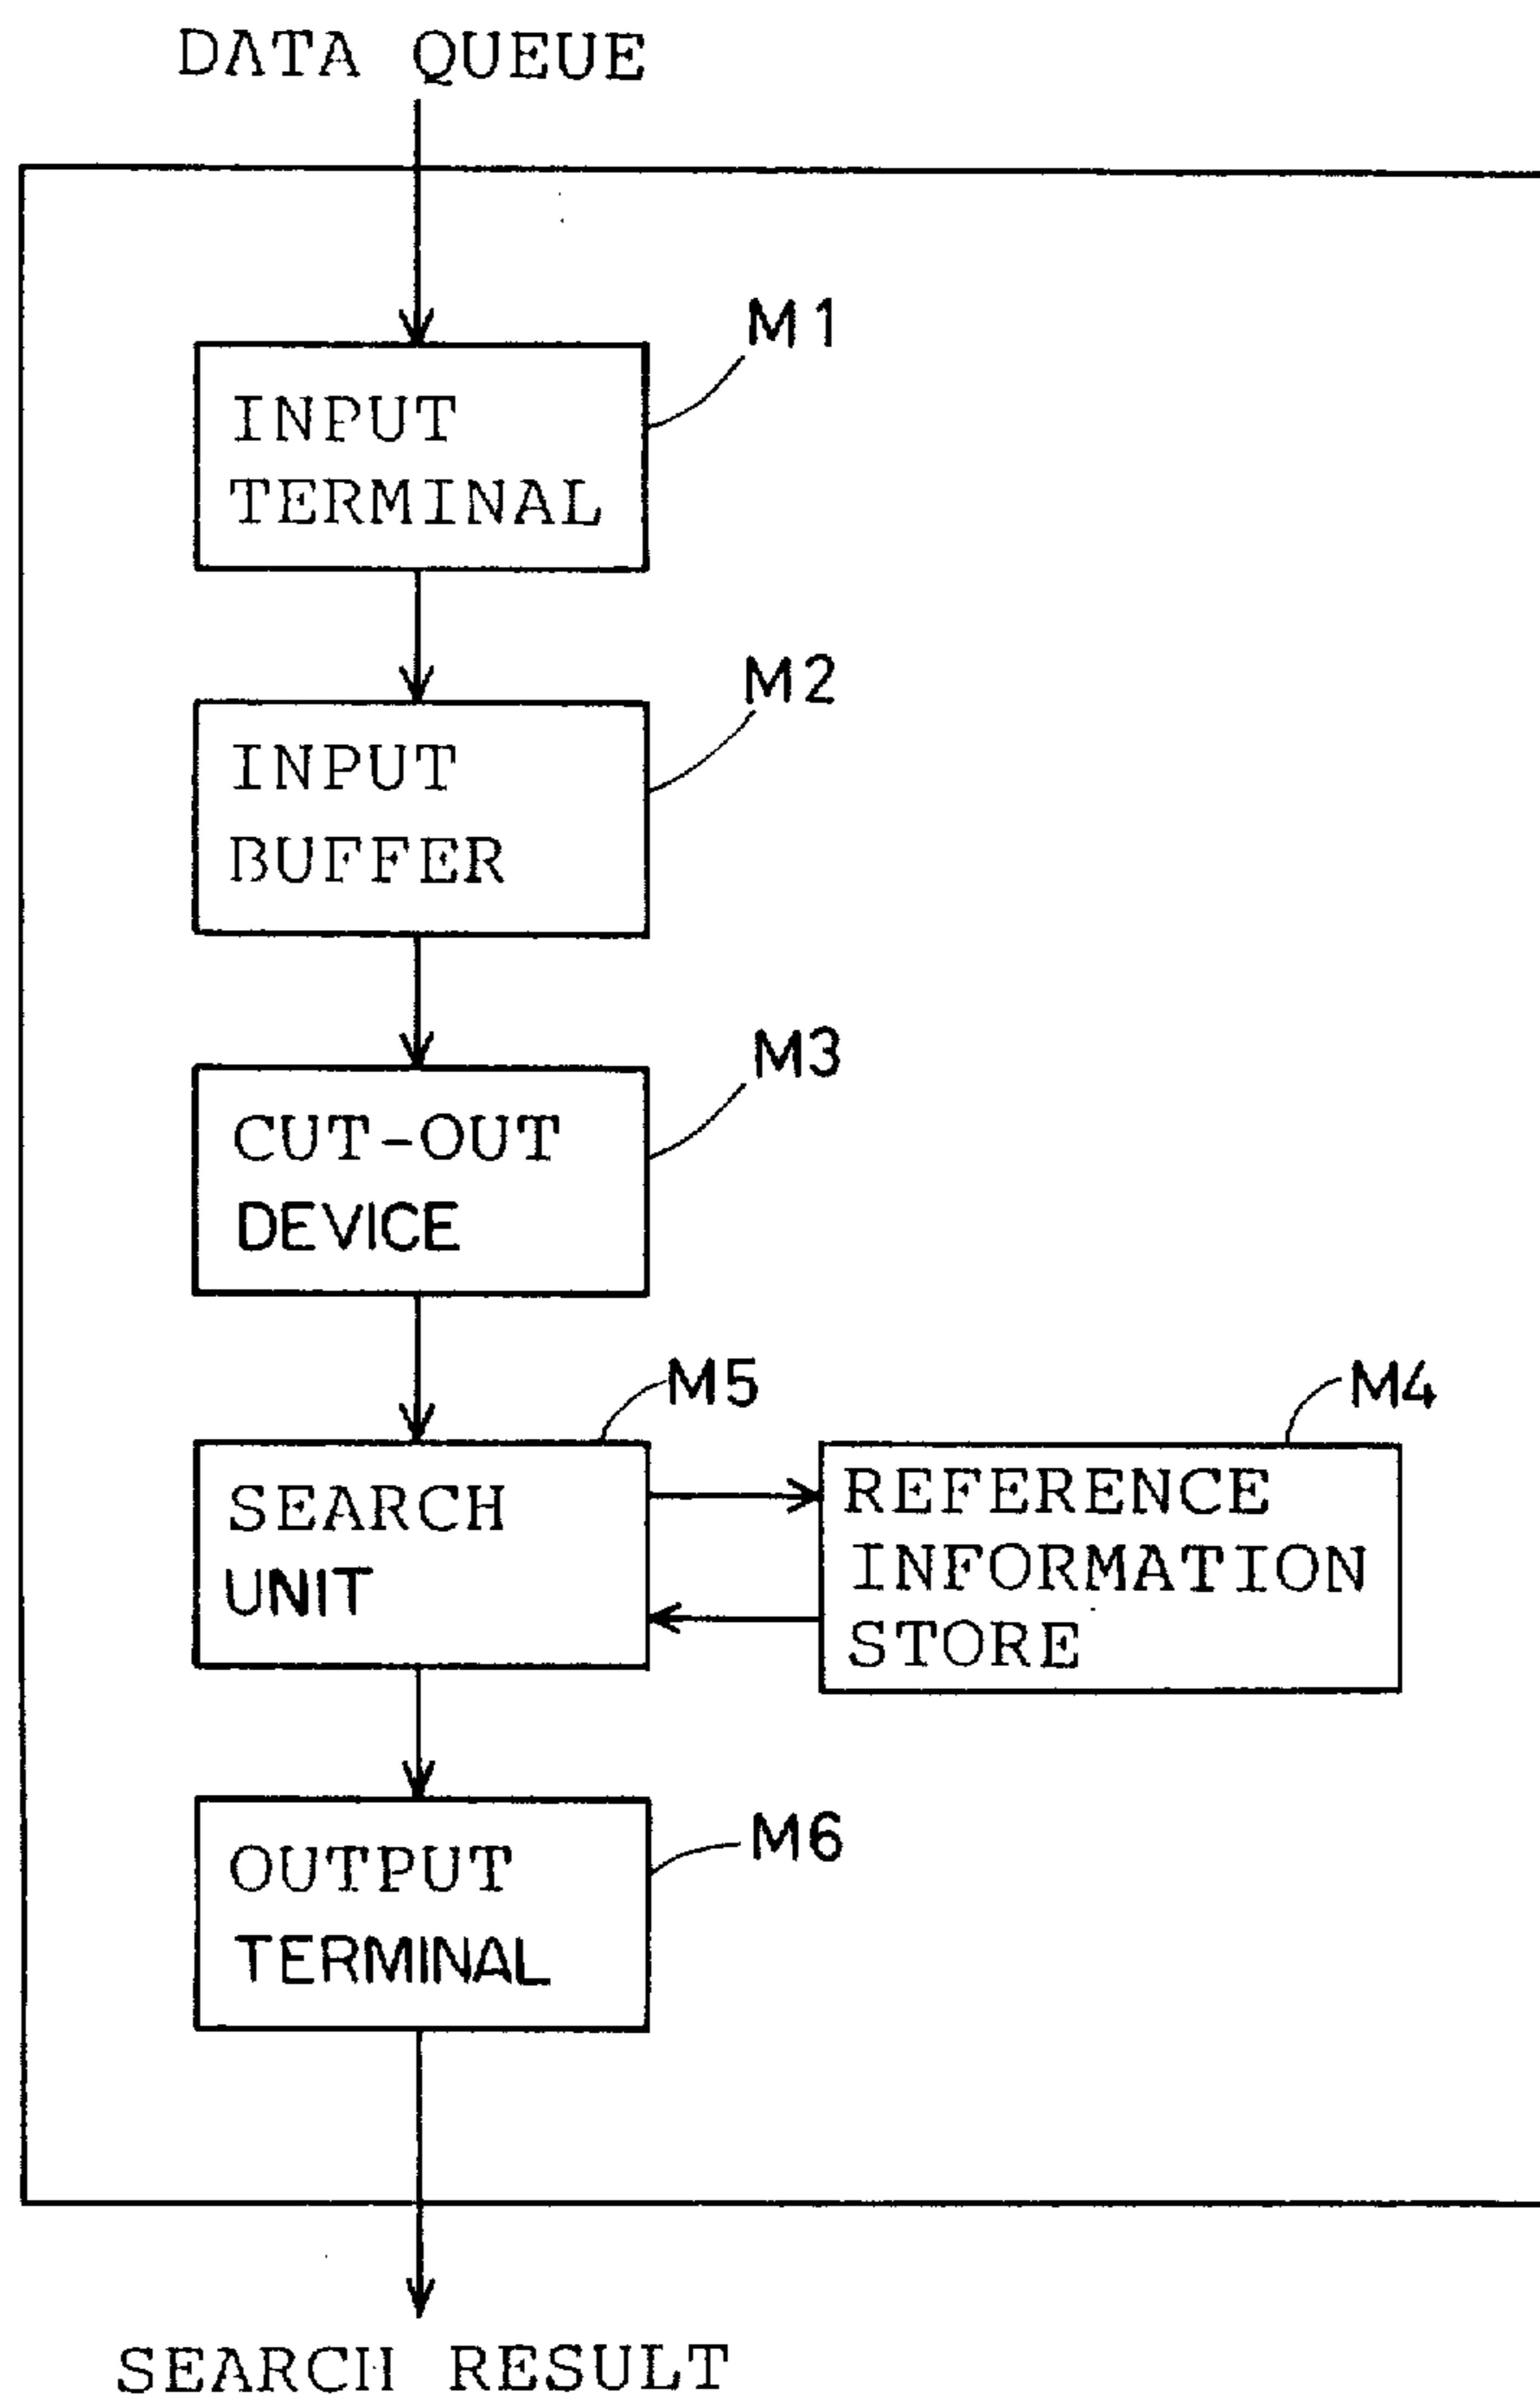 DATA QUEUE
M1
INPUT
TERMINAL
M2
INPUT
BUFFER
M3
CUT-OUT
DEVICE
M5
M4
SEARCH
UNIT
REFERENCE
INFORMATION
STORE
M6
OUTPUT
TERMINAL
SEARCH RESULT